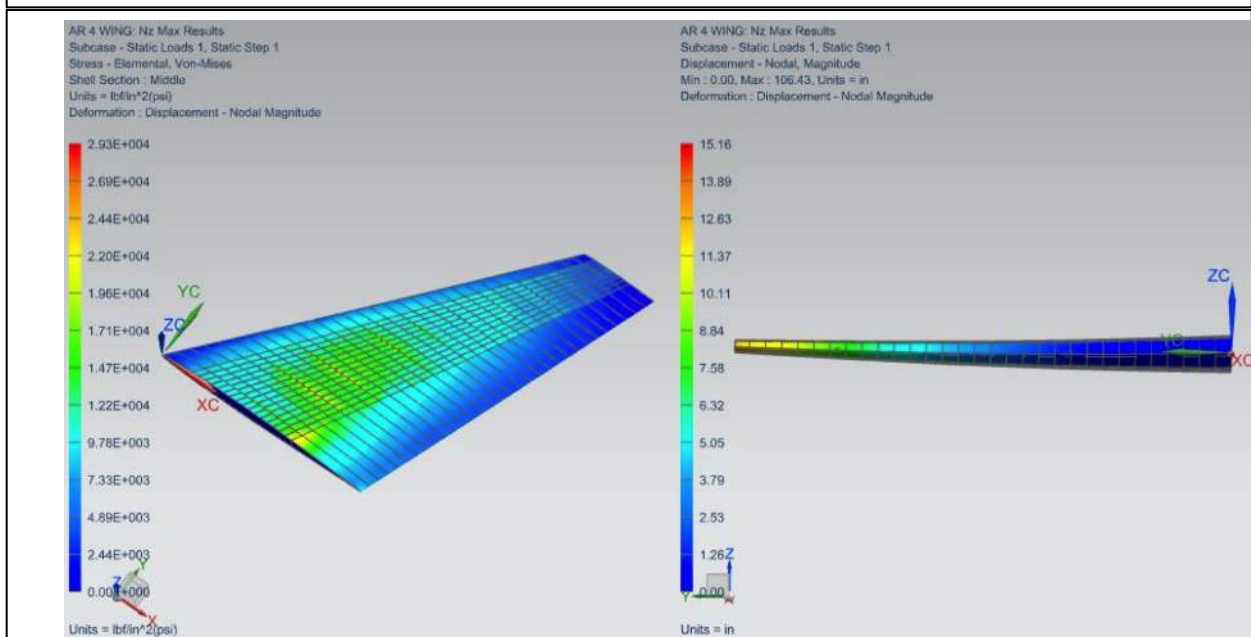 AR 4 WING: Nz Max Results
Subcase - Static Loads 1, Static Step 1
Stress - Elemental, Von-Mises
Shell Section : Middle
Units = lbf/in^2(psi)
Deformation : Displacement - Nodal Magnitude
2.93E+004
2.69E+004
2.44E+004
2.20E+004
1.96E+004
1.71E+004
1.47E+004
1.22E+004
9.78E+003
7.33E+003
4.89E+003
2.44E+003
0.00E+000
Units = lbf/in^2(psi)
YC
ZC
XC
Y
Z
X
AR 4 WING: Nz Max Results
Subcase - Static Loads 1, Static Step 1
Displacement - Nodal, Magnitude
Min : 0.00, Max : 106.43, Units = in
Deformation : Displacement - Nodal Magnitude
15.16
13.89
12.63
11.37
10.11
8.84
7.58
6.32
5.05
3.79
2.53
1.26
0.00
Units = in
ZC
YC
XC
Z
Y